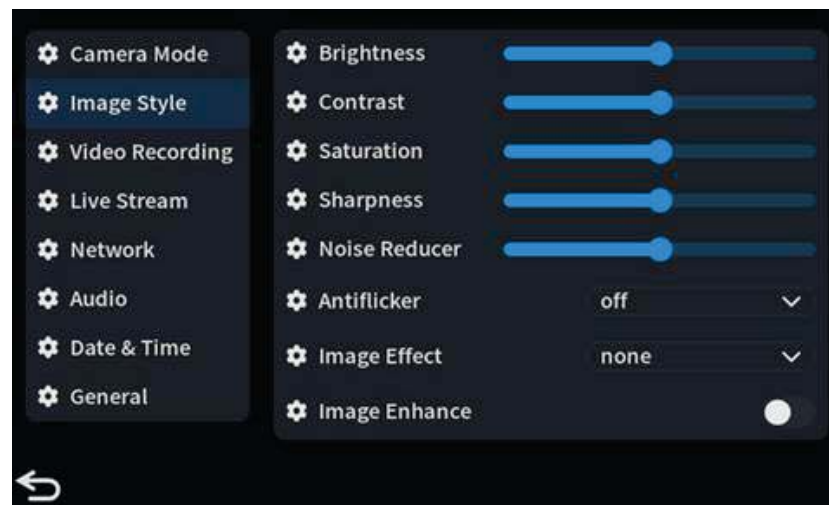 Camera Mode
Image Style
Video Recording
Live Stream
Network
Audio
Date & Time
General
Brightness
Contrast
Saturation
Sharpness
Noise Reducer
Antiflicker off
Image Effect none
Image Enhance